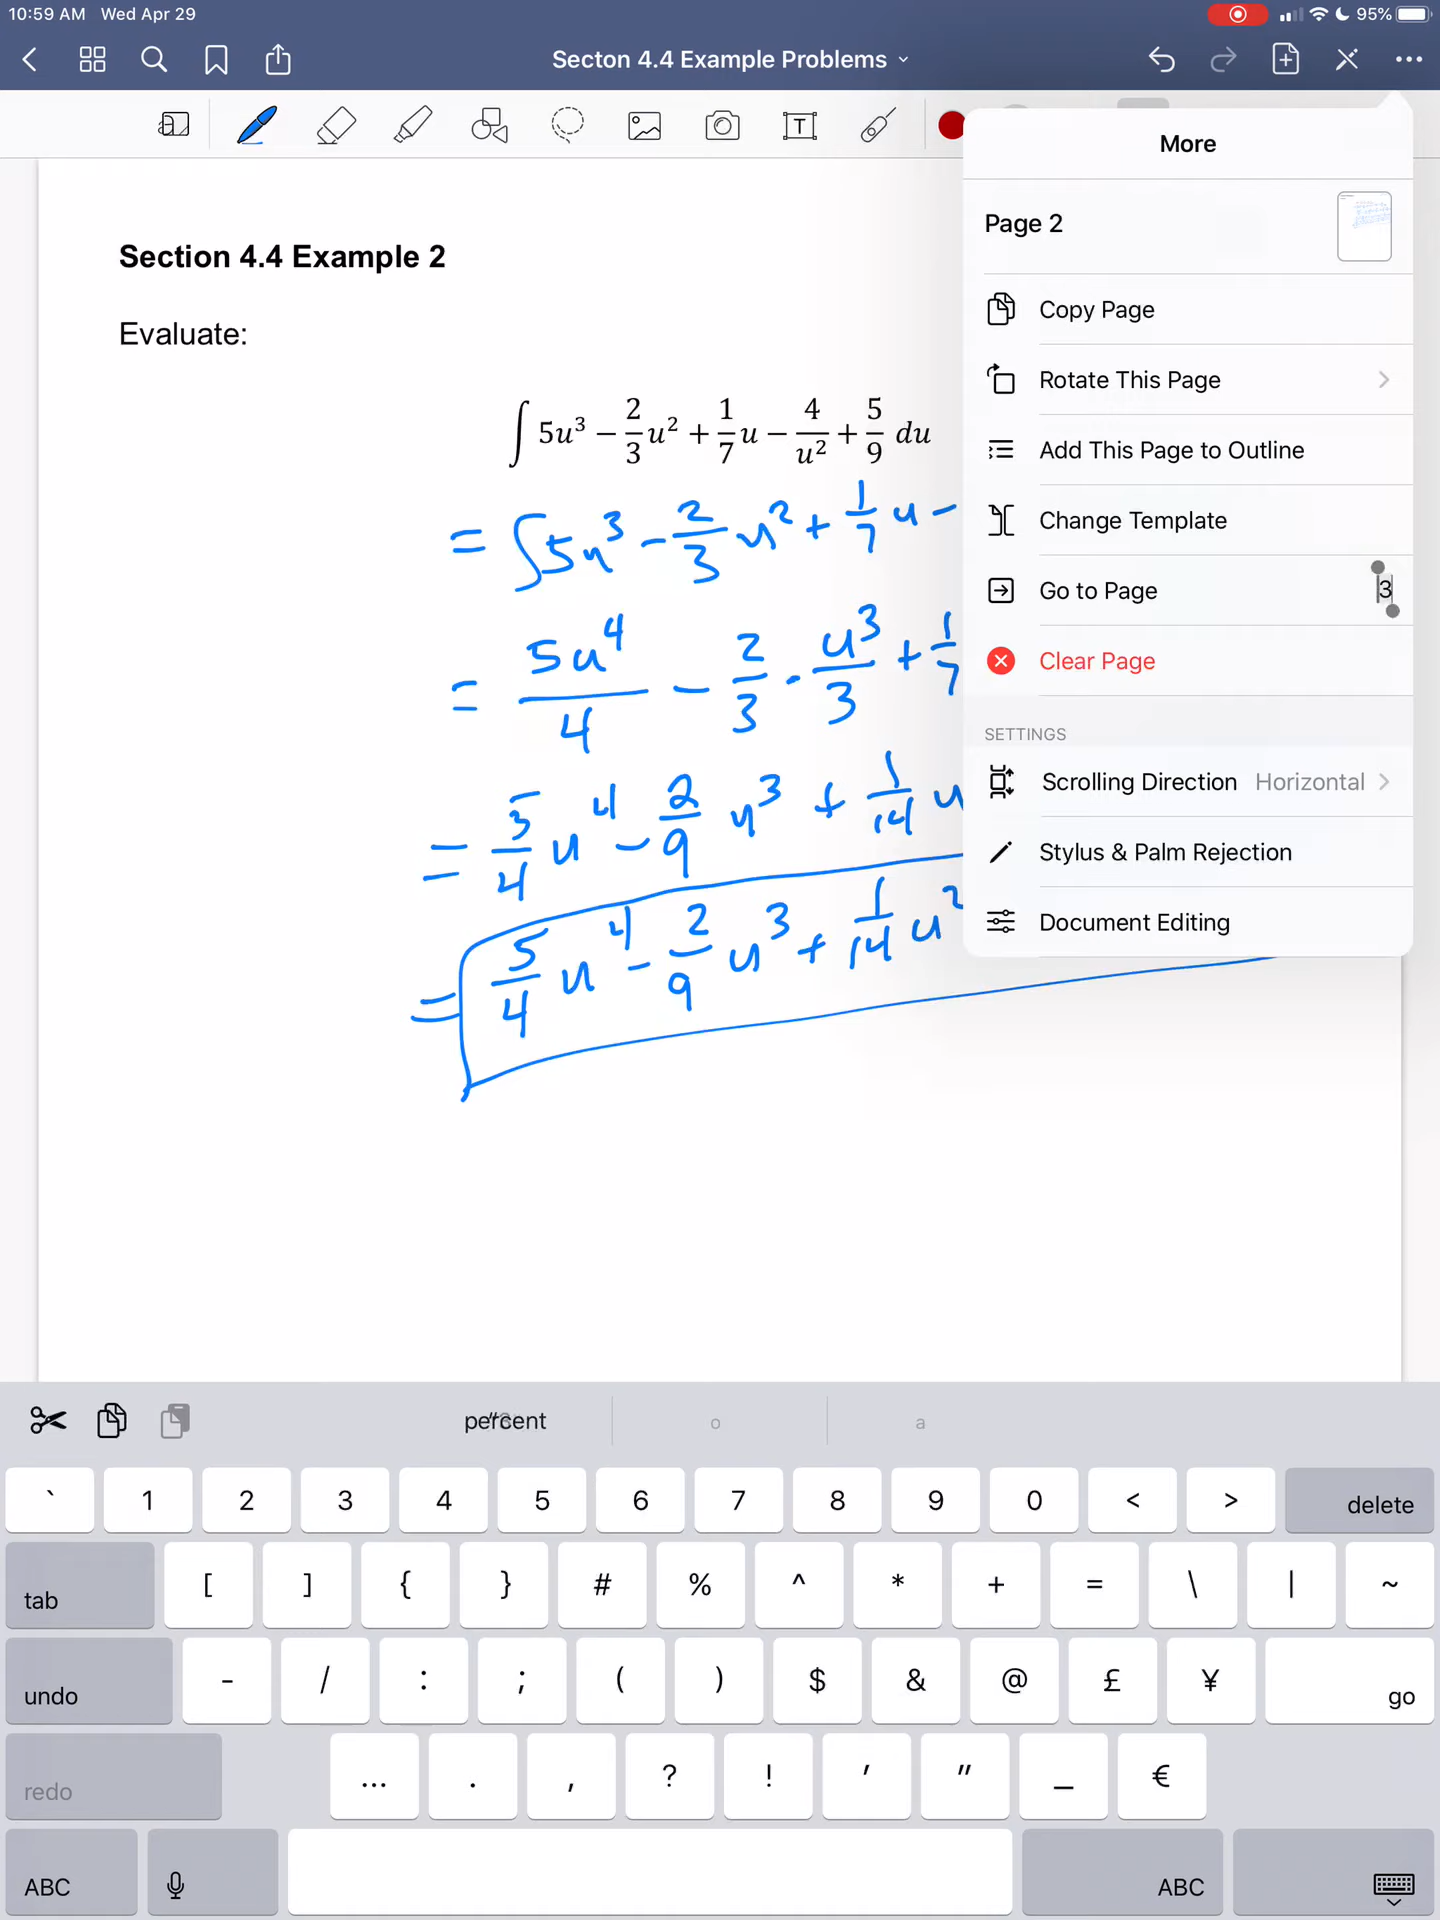 10:59 AM Wed Apr 29 95%
Secton 4.4 Example Problems
Section 4.4 Example 2
Evaluate:
∫ 5u³ − 2/3 u² + 1/7 u − 4/u² + 5/9 du
= ∫ 5u³ − 2/3 u² + 1/7 u −
= 5u⁴/4 − 2/3 · u³/3 + 1/7
= 5/4 u⁴ − 2/9 u³ + 1/14 u
= 5/4 u⁴ − 2/9 u³ + 1/14 u²
More
Page 2
Copy Page
Rotate This Page
Add This Page to Outline
Change Template
Go to Page 3
Clear Page
SETTINGS
Scrolling Direction Horizontal
Stylus & Palm Rejection
Document Editing
percent o a
` 1 2 3 4 5 6 7 8 9 0 < > delete
tab [ ] { } # % ^ * + = \ | ~
undo - / : ; ( ) $ & @ £ ¥ go
redo … . , ? ! ' " _ €
ABC ABC